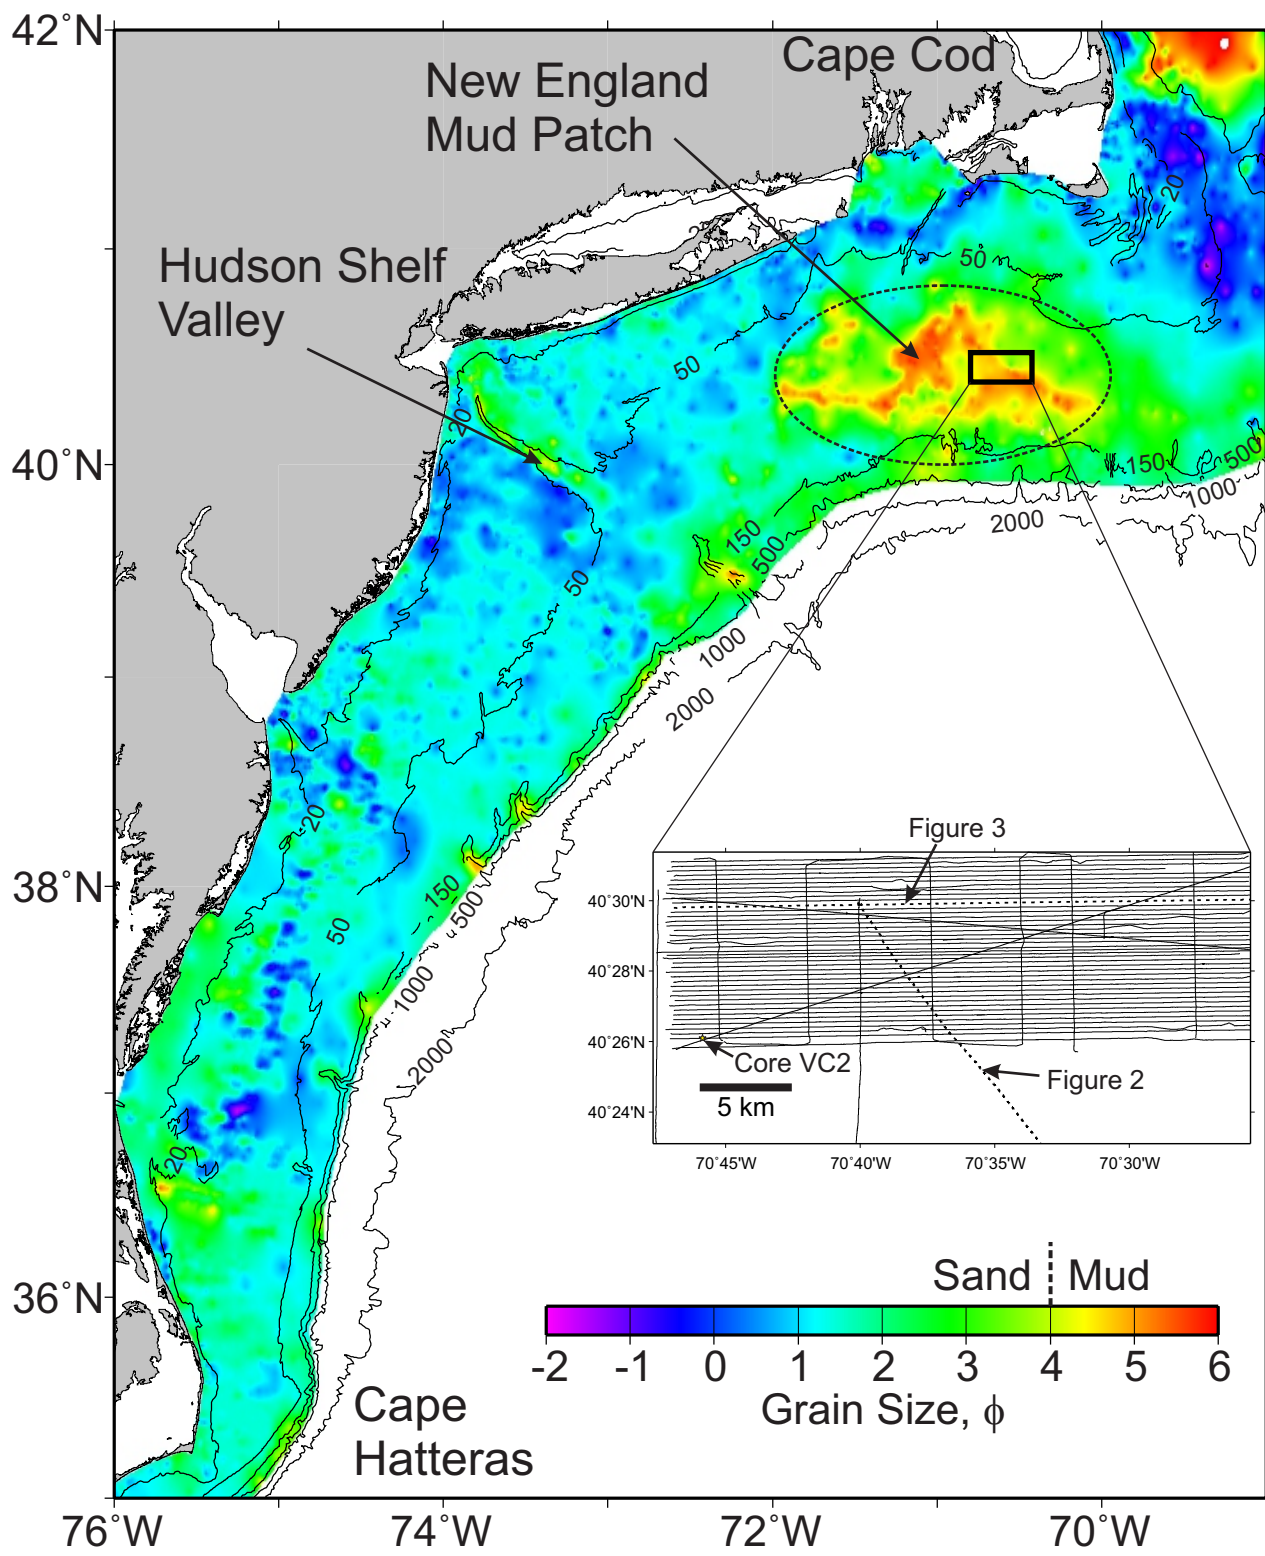 42°N
Cape Cod
New England
Mud Patch
20
Hudson Shelf
Valley
50
50
20
40°N
150
500
1000
2000
150
500
50
1000
2000
20
38°N
150
500
50
1000
2000
20
Figure 3
40°30'N
40°28'N
40°26'N
40°24'N
Core VC2
5 km
Figure 2
70°45'W
70°40'W
70°35'W
70°30'W
36°N
Sand
Mud
-2 -1 0 1 2 3 4 5 6
Grain Size, ϕ
Cape
Hatteras
76°W
74°W
72°W
70°W